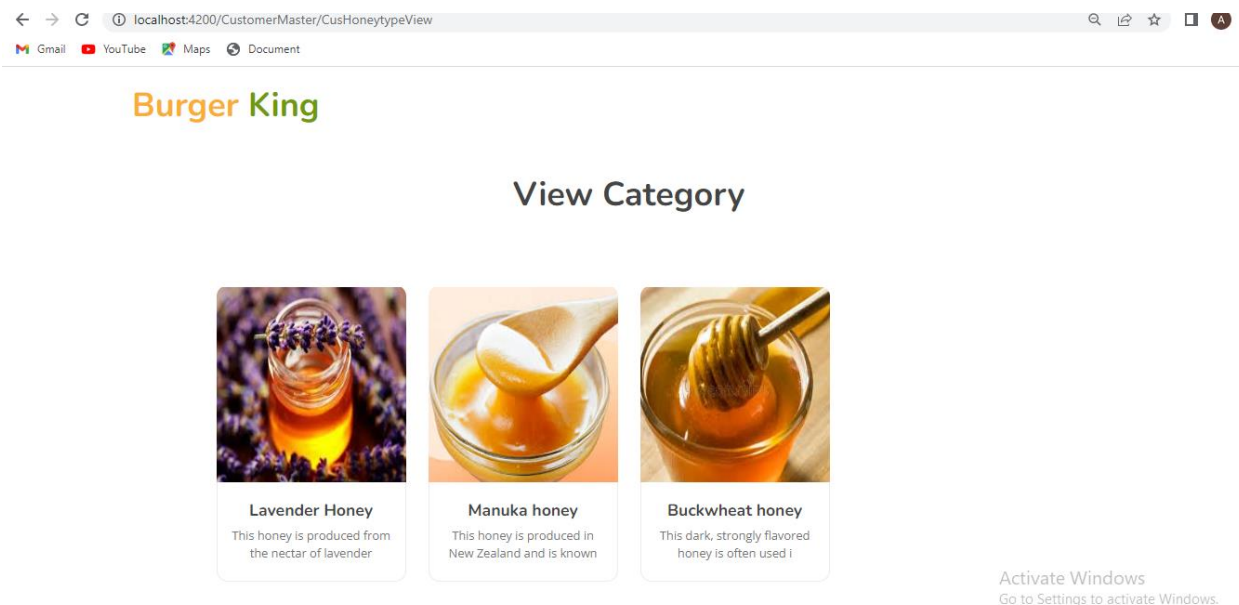 localhost:4200/CustomerMaster/CusHoneytypeView
A
Gmail YouTube Maps Document
Burger King
View Category
Lavender Honey
This honey is produced from
the nectar of lavender
Manuka honey
This honey is produced in
New Zealand and is known
Buckwheat honey
This dark, strongly flavored
honey is often used i
Activate Windows
Go to Settings to activate Windows.